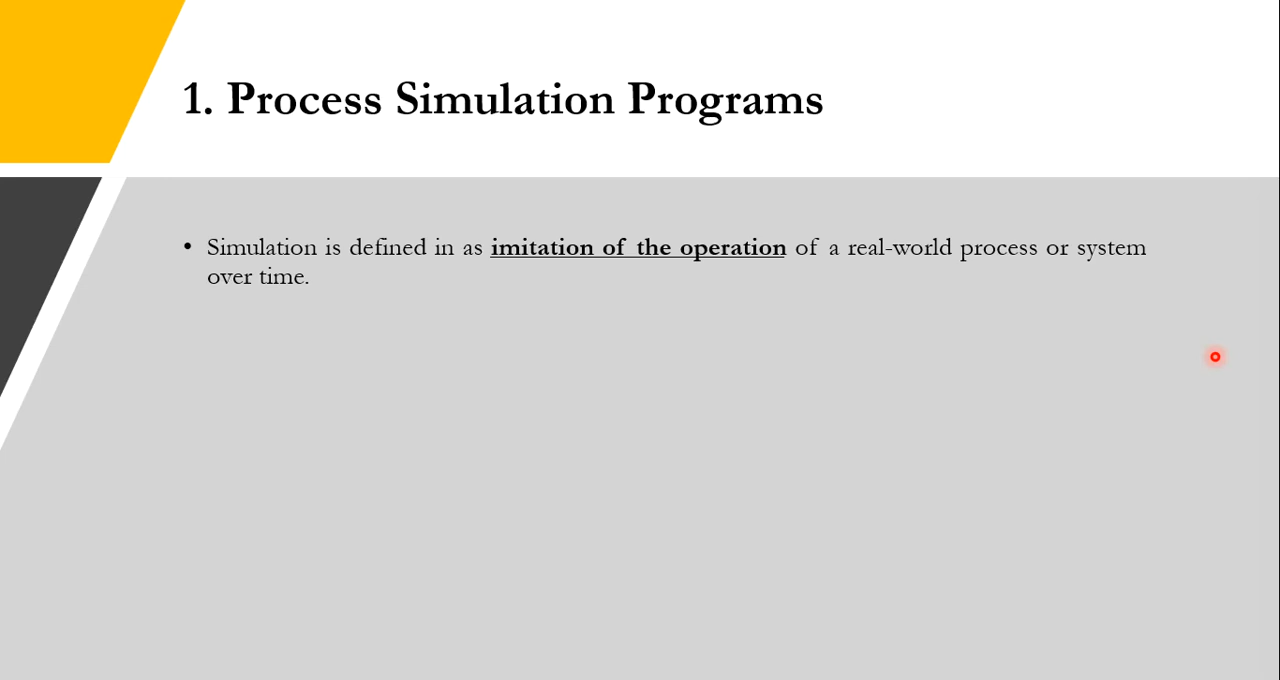 1. Process Simulation Programs
• Simulation is defined in as imitation of the operation of a real-world process or system
over time.